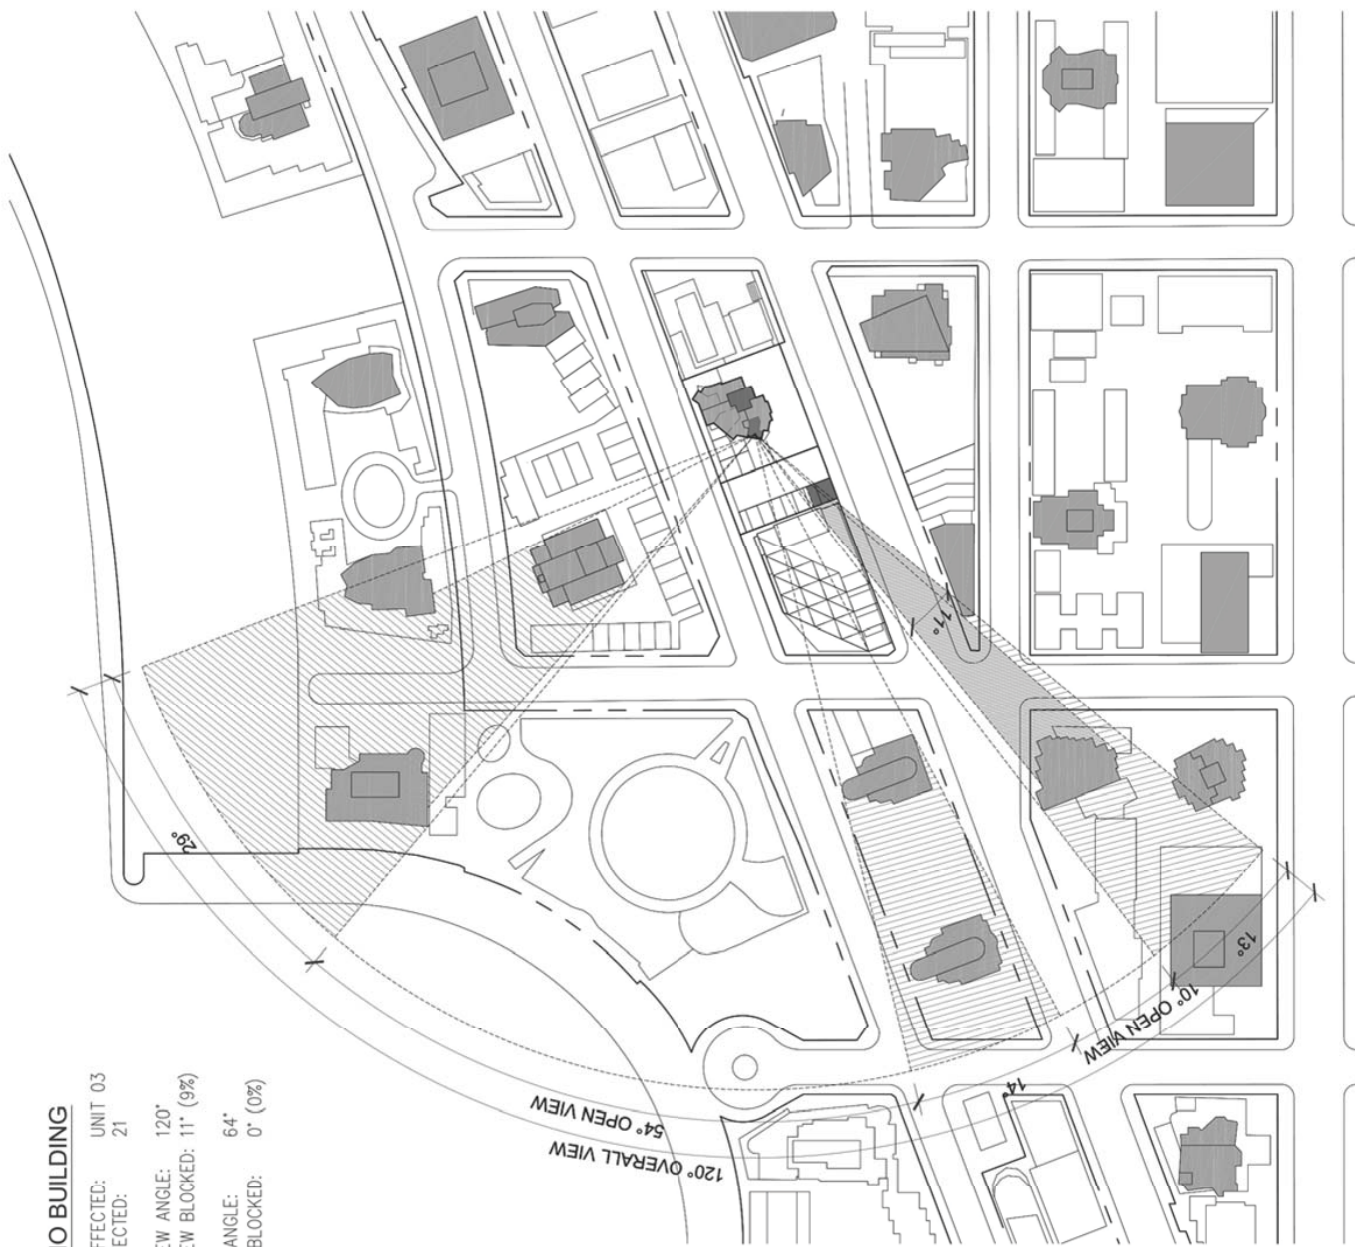 IO BUILDING
FFECTED: UNIT 03
ECTED: 21
EW ANGLE: 120°
EW BLOCKED: 11° (9%)
ANGLE: 64°
BLOCKED: 0° (0%)
29°
54° OPEN VIEW
120° OVERALL VIEW
14°
10° OPEN VIEW
13°
11°